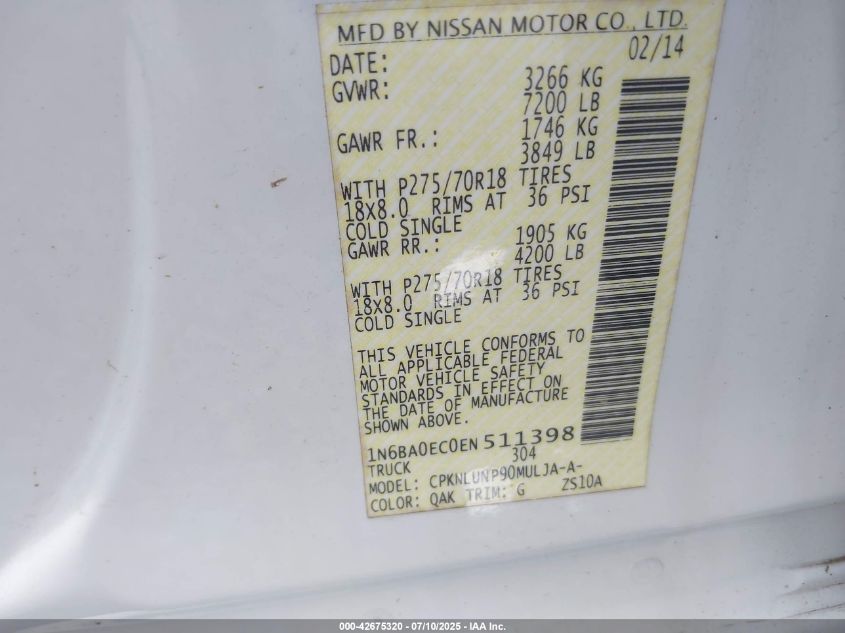 MFD BY NISSAN MOTOR CO., LTD.
DATE: 02/14
GVWR: 3266 KG
7200 LB
GAWR FR.: 1746 KG
3849 LB
WITH P275/70R18 TIRES
18X8.0 RIMS AT 36 PSI
COLD SINGLE
GAWR RR.: 1905 KG
4200 LB
WITH P275/70R18 TIRES
18X8.0 RIMS AT 36 PSI
COLD SINGLE
THIS VEHICLE CONFORMS TO
ALL APPLICABLE FEDERAL
MOTOR VEHICLE SAFETY
STANDARDS IN EFFECT ON
THE DATE OF MANUFACTURE
SHOWN ABOVE.
1N6BA0EC0EN511398
TRUCK 304
MODEL: CPKNLUNP90MULJA-A-
COLOR: QAK TRIM: G ZS10A
000-42675320 - 07/10/2025 - IAA Inc.